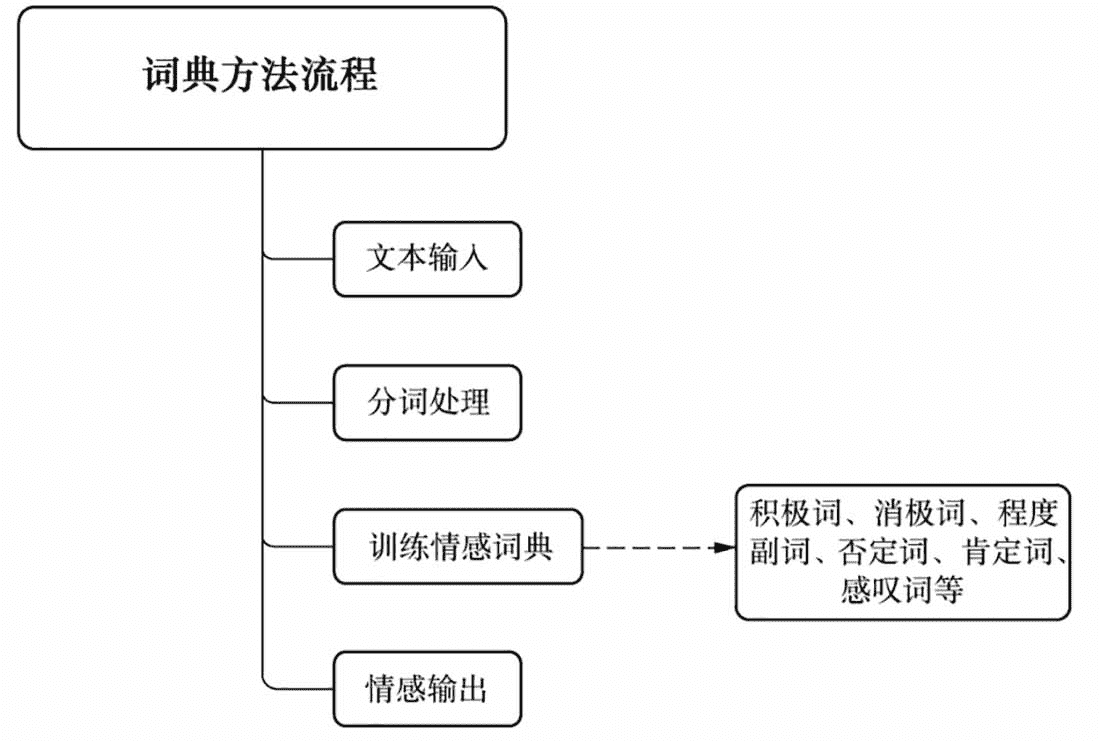 词典方法流程
文本输入
分词处理
训练情感词典
积极词、消极词、程度
副词、否定词、肯定词、
感叹词等
情感输出